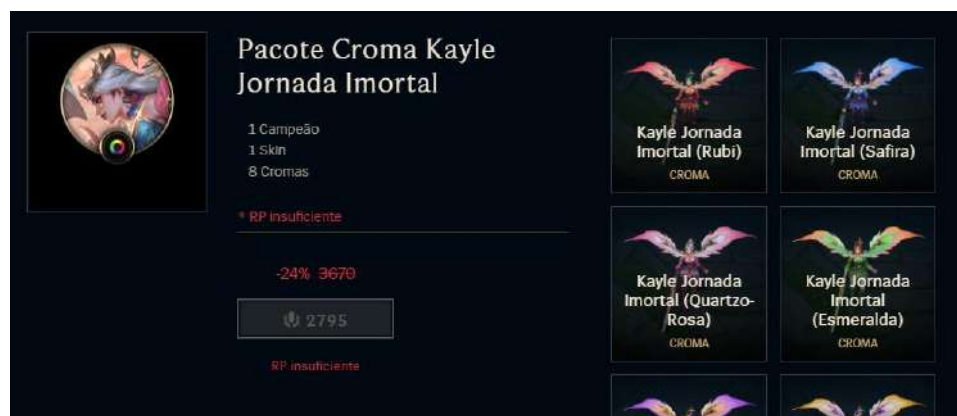 Pacote Croma Kayle
Jornada Imortal
1 Campeão
1 Skin
8 Cromas
* RP insuficiente
-24% 3670
2795
RP insuficiente
Kayle Jornada
Imortal (Rubi)
CROMA
Kayle Jornada
Imortal (Safira)
CROMA
Kayle Jornada
Imortal (Quartzo-
Rosa)
CROMA
Kayle Jornada
Imortal
(Esmeralda)
CROMA